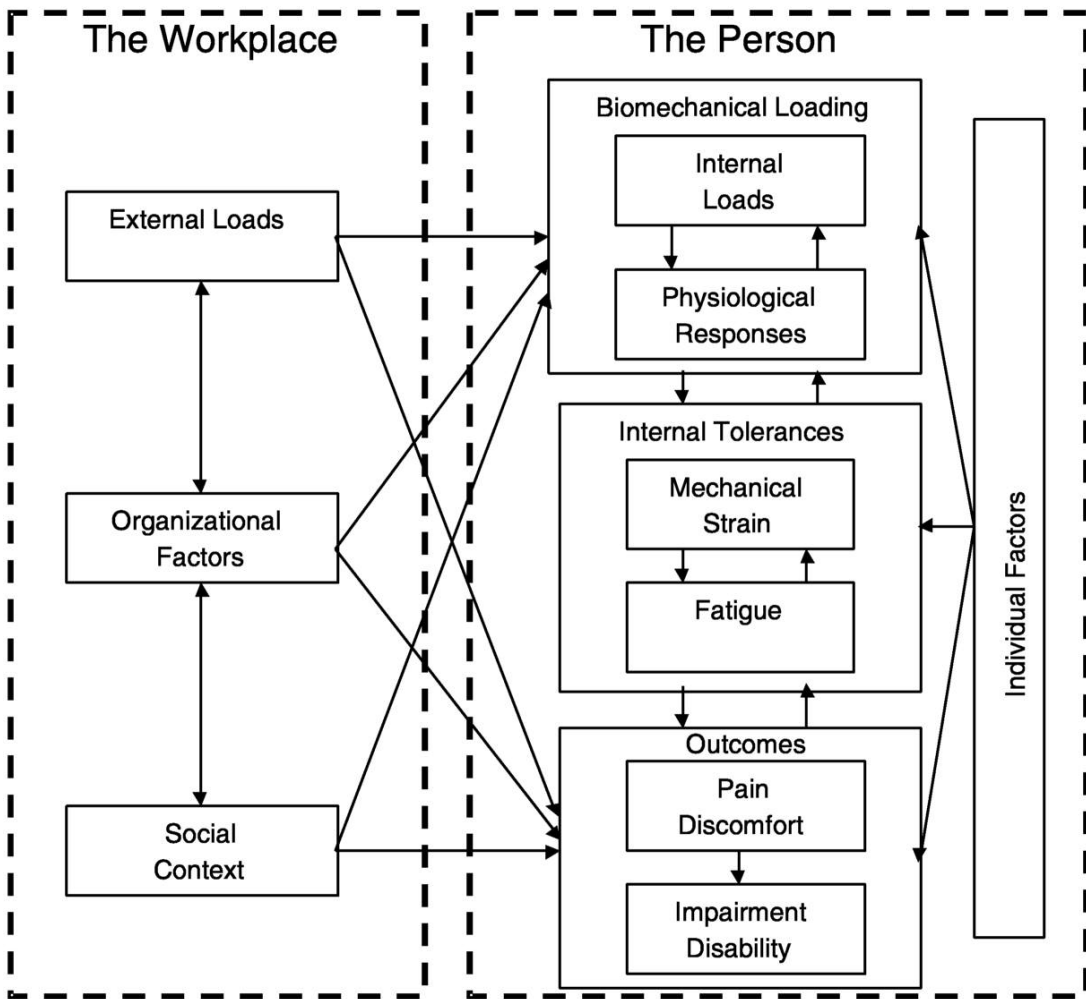 The Workplace
External Loads
Organizational
Factors
Social
Context
The Person
Biomechanical Loading
Internal
Loads
Physiological
Responses
Internal Tolerances
Mechanical
Strain
Fatigue
Outcomes
Pain
Discomfort
Impairment
Disability
Individual Factors